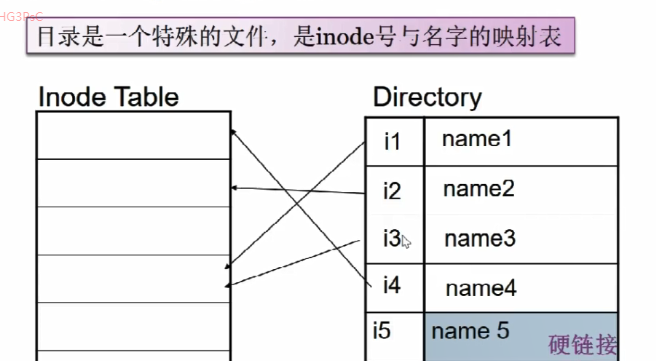 HG3PsC
目录是一个特殊的文件，是inode号与名字的映射表
Inode Table
Directory
i1 name1
i2 name2
i3 name3
i4 name4
i5 name 5 硬链接